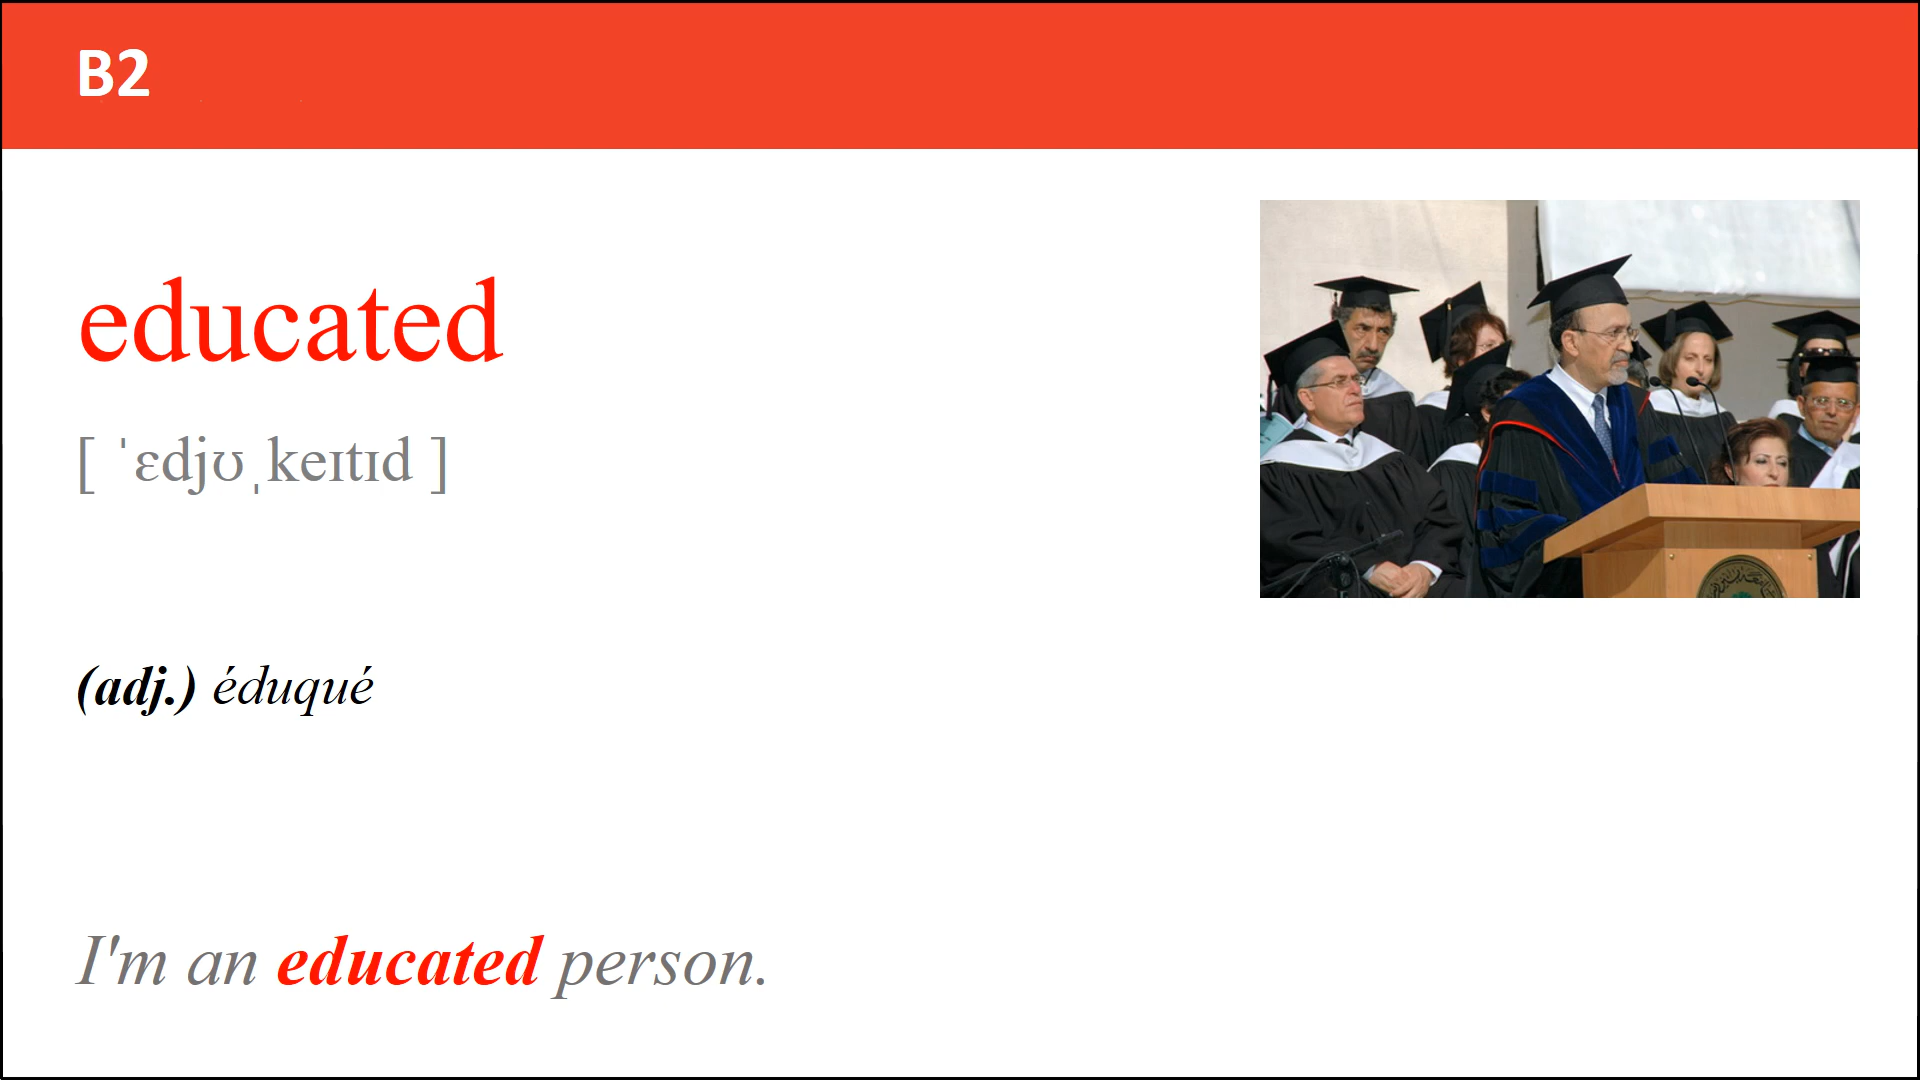 B2
educated
[ ˈɛdjʊˌkeɪtɪd ]
(adj.) éduqué
I'm an educated person.